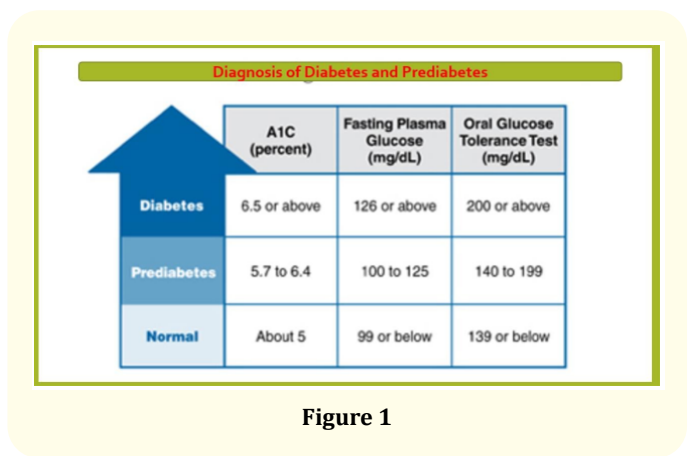 Diagnosis of Diabetes and Prediabetes
A1C
(percent)
Fasting Plasma
Glucose
(mg/dL)
Oral Glucose
Tolerance Test
(mg/dL)
Diabetes
6.5 or above
126 or above
200 or above
Prediabetes
5.7 to 6.4
100 to 125
140 to 199
Normal
About 5
99 or below
139 or below
Figure 1